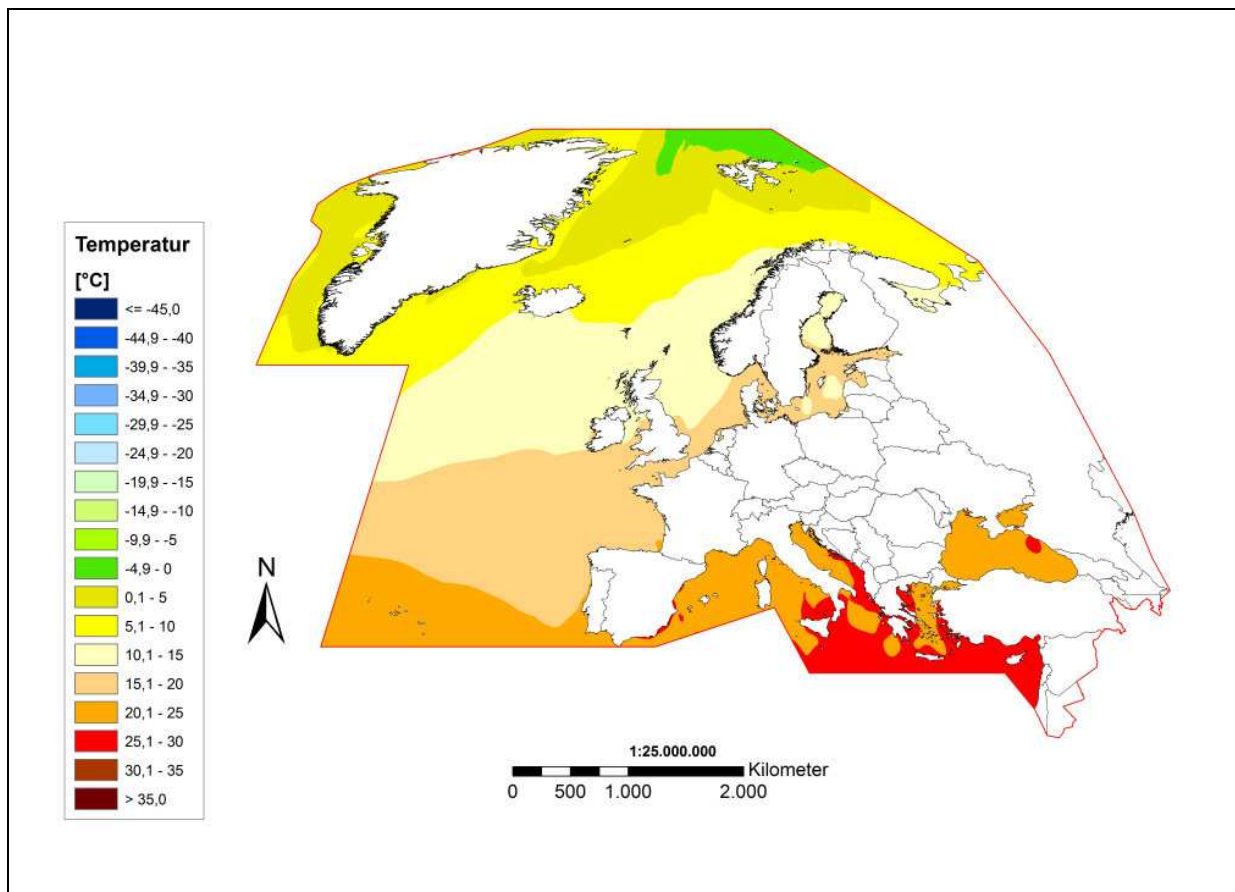 Temperatur
[°C]
<= -45,0
-44,9 - -40
-39,9 - -35
-34,9 - -30
-29,9 - -25
-24,9 - -20
-19,9 - -15
-14,9 - -10
-9,9 - -5
-4,9 - 0
0,1 - 5
5,1 - 10
10,1 - 15
15,1 - 20
20,1 - 25
25,1 - 30
30,1 - 35
> 35,0
N
1:25.000.000
Kilometer
0 500 1.000 2.000